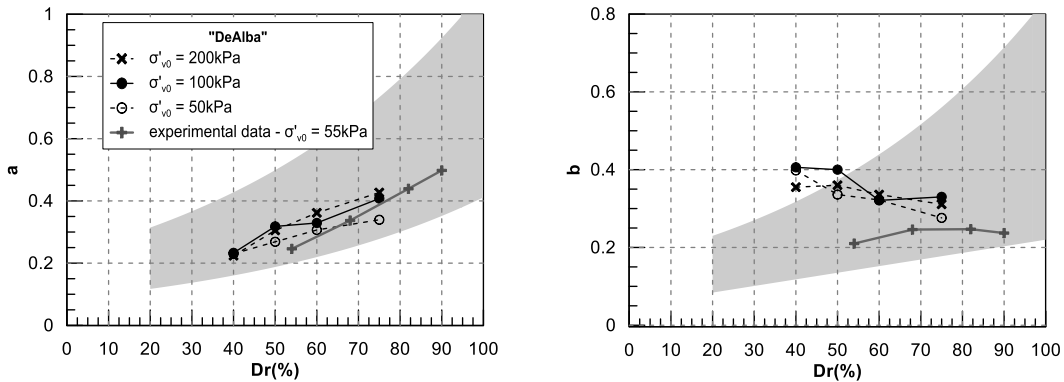 "DeAlba"
σ'v0 = 200kPa
σ'v0 = 100kPa
σ'v0 = 50kPa
experimental data - σ'v0 = 55kPa
a
1
0.8
0.6
0.4
0.2
0
0 10 20 30 40 50 60 70 80 90 100
Dr(%)
b
0.8
0.6
0.4
0.2
0
0 10 20 30 40 50 60 70 80 90 100
Dr(%)